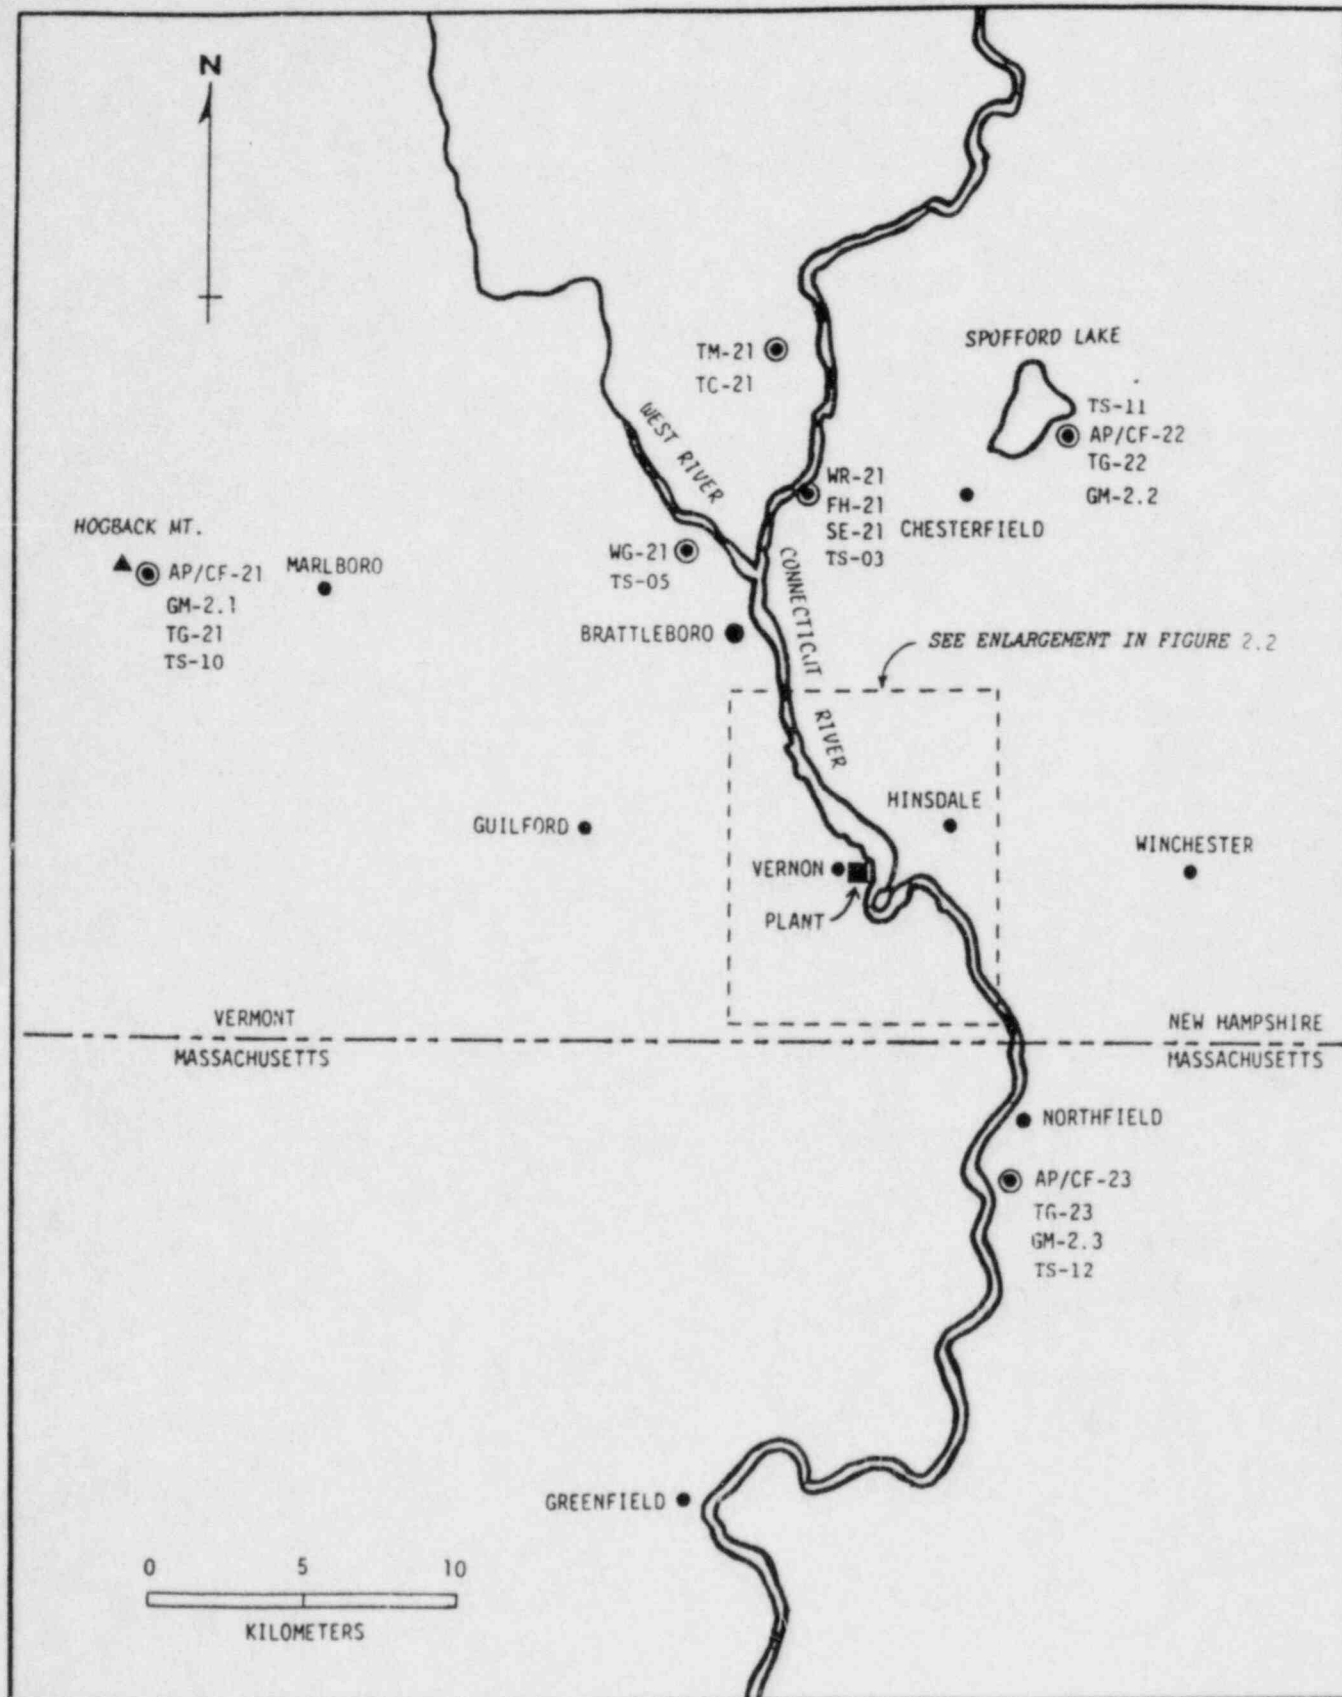 N
SPOFFORD LAKE
TM-21
TC-21
TS-11
AP/CF-22
TG-22
GM-2.2
WEST RIVER
WR-21
FH-21
SE-21
TS-03
CHESTERFIELD
HOGBACK MT.
AP/CF-21
GM-2.1
TG-21
TS-10
MARLBORO
WG-21
TS-05
BRATTLEBORO
CONNECTICUT
RIVER
SEE ENLARGEMENT IN FIGURE 2.2
HINSDALE
GUILFORD
WINCHESTER
VERNON
PLANT
VERMONT
MASSACHUSETTS
NEW HAMPSHIRE
MASSACHUSETTS
NORTHFIELD
AP/CF-23
TG-23
GM-2.3
TS-12
GREENFIELD
0 5 10
KILOMETERS